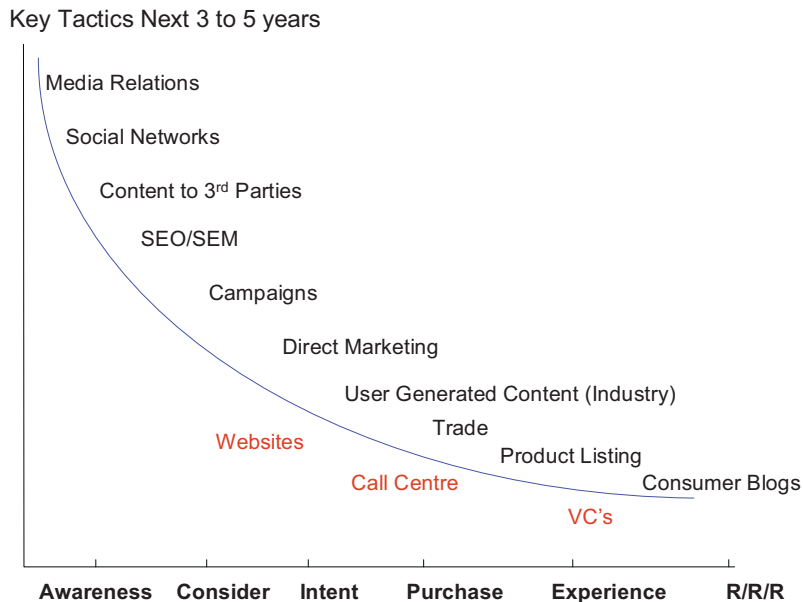 Key Tactics Next 3 to 5 years
Media Relations
Social Networks
Content to 3rd Parties
SEO/SEM
Campaigns
Direct Marketing
User Generated Content (Industry)
Trade
Websites
Product Listing
Call Centre
Consumer Blogs
VC's
Awareness Consider Intent Purchase Experience R/R/R